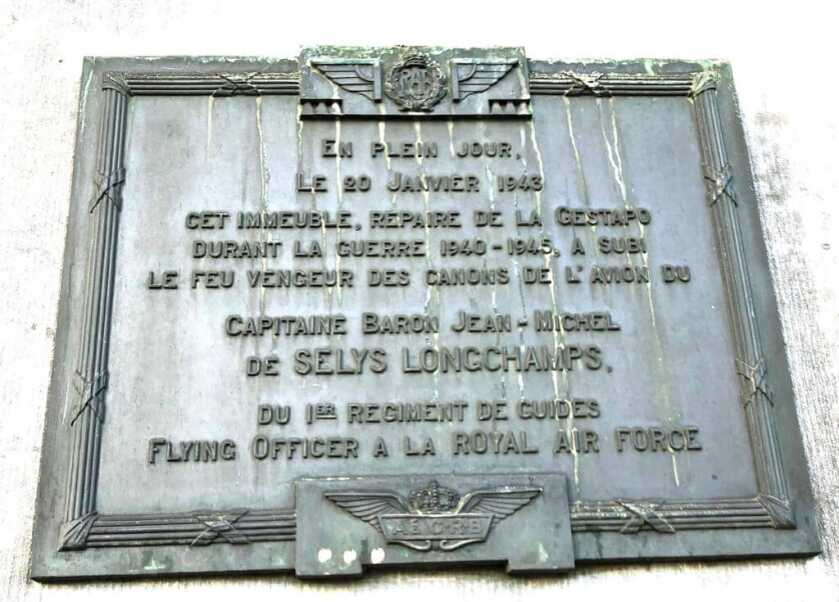 RAF
EN PLEIN JOUR,
LE 20 JANVIER 1943
CET IMMEUBLE, REPAIRE DE LA GESTAPO
DURANT LA GUERRE 1940-1945, A SUBI
LE FEU VENGEUR DES CANONS DE L'AVION DU
CAPITAINE BARON JEAN-MICHEL
DE SELYS LONGCHAMPS,
DU 1ER REGIMENT DE GUIDES
FLYING OFFICER A LA ROYAL AIR FORCE